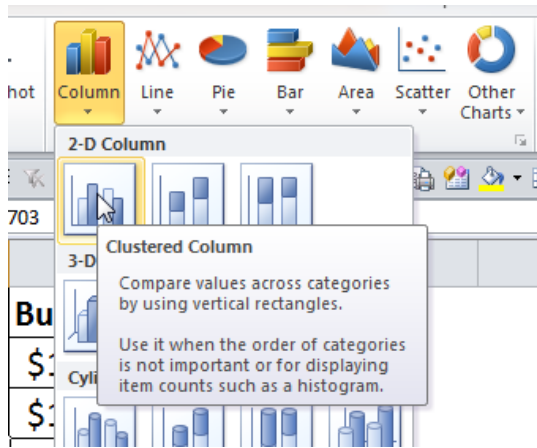 hot Column Line Pie Bar Area Scatter Other
Charts
2-D Column
703
Clustered Column
3-D
Compare values across categories
by using vertical rectangles.
Bu
Use it when the order of categories
$1
is not important or for displaying
Cyli
item counts such as a histogram.
$1